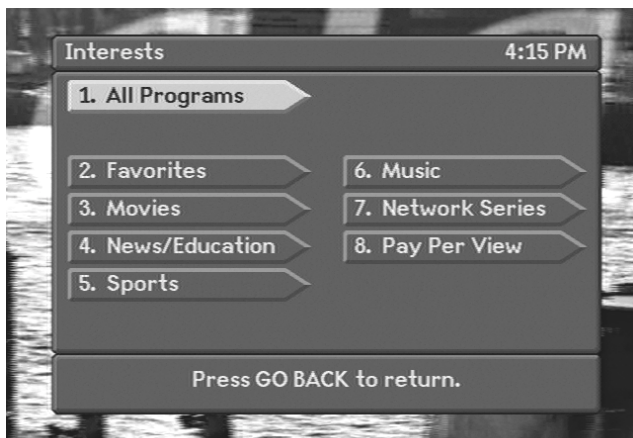 Interests 4:15 PM
1. All Programs
2. Favorites
3. Movies
4. News/Education
5. Sports
6. Music
7. Network Series
8. Pay Per View
Press GO BACK to return.